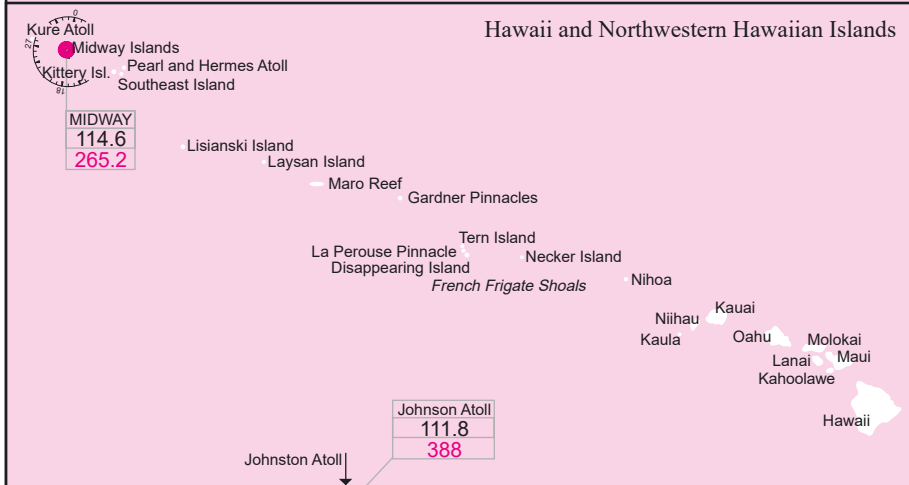 Hawaii and Northwestern Hawaiian Islands
0
Kure Atoll
27
Midway Islands
Pearl and Hermes Atoll
Kittery Isl.
Southeast Island
18
MIDWAY
114.6
265.2
Lisianski Island
Laysan Island
Maro Reef
Gardner Pinnacles
Tern Island
La Perouse Pinnacle
Necker Island
Disappearing Island
French Frigate Shoals
Nihoa
Kauai
Niihau
Kaula
Oahu
Molokai
Lanai
Maui
Kahoolawe
Hawaii
Johnson Atoll
111.8
388
Johnston Atoll